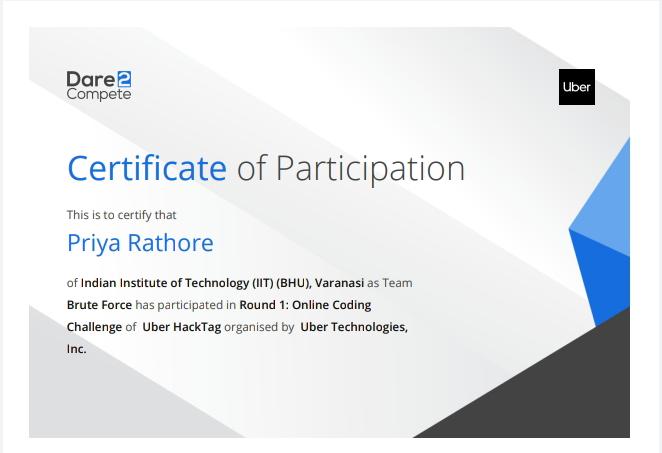 Dare2
Compete
Uber
Certificate of Participation
This is to certify that
Priya Rathore
of Indian Institute of Technology (IIT) (BHU), Varanasi as Team
Brute Force has participated in Round 1: Online Coding
Challenge of Uber HackTag organised by Uber Technologies,
Inc.